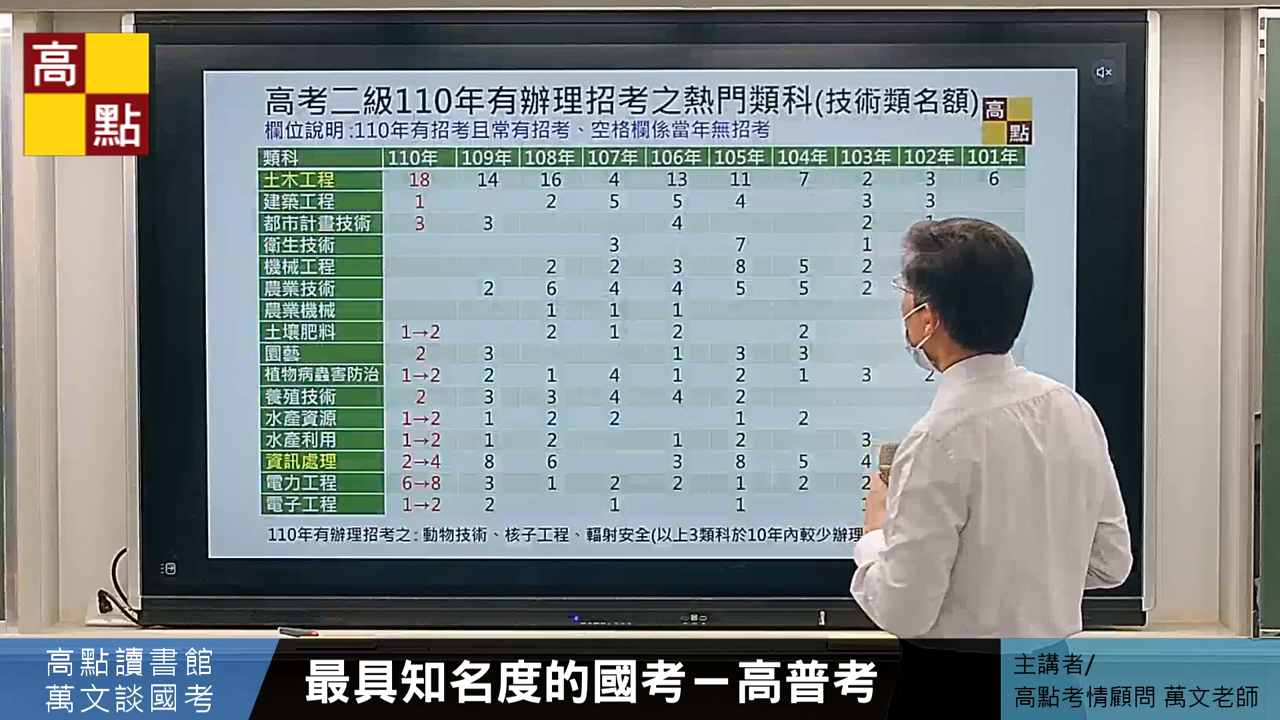 高點
高考二級110年有辦理招考之熱門類科(技術類名額)
高點
欄位說明:110年有招考且常有招考、空格欄係當年無招考
類科 110年 109年 108年 107年 106年 105年 104年 103年 102年 101年
土木工程 18 14 16 4 13 11 7 2 3 6
建築工程 1 2 5 5 4 3 3
都市計畫技術 3 3 4 2 1
衛生技術 3 7 1
機械工程 2 2 3 8 5 2
農業技術 2 6 4 4 5 5 2
農業機械 1 1 1
土壤肥料 1→2 2 1 2 2
園藝 2 3 1 3 3
植物病蟲害防治 1→2 2 1 4 1 2 1 3 2
養殖技術 2 3 3 4 4 2
水產資源 1→2 1 2 2 1 2
水產利用 1→2 1 2 1 2 3
資訊處理 2→4 8 6 3 8 5 4
電力工程 6→8 3 1 2 2 1 2 2
電子工程 1→2 2 1 1
110年有辦理招考之:動物技術、核子工程、輻射安全(以上3類科於10年內較少辦理
高點讀書館
萬文談國考
最具知名度的國考－高普考
主講者/
高點考情顧問 萬文老師